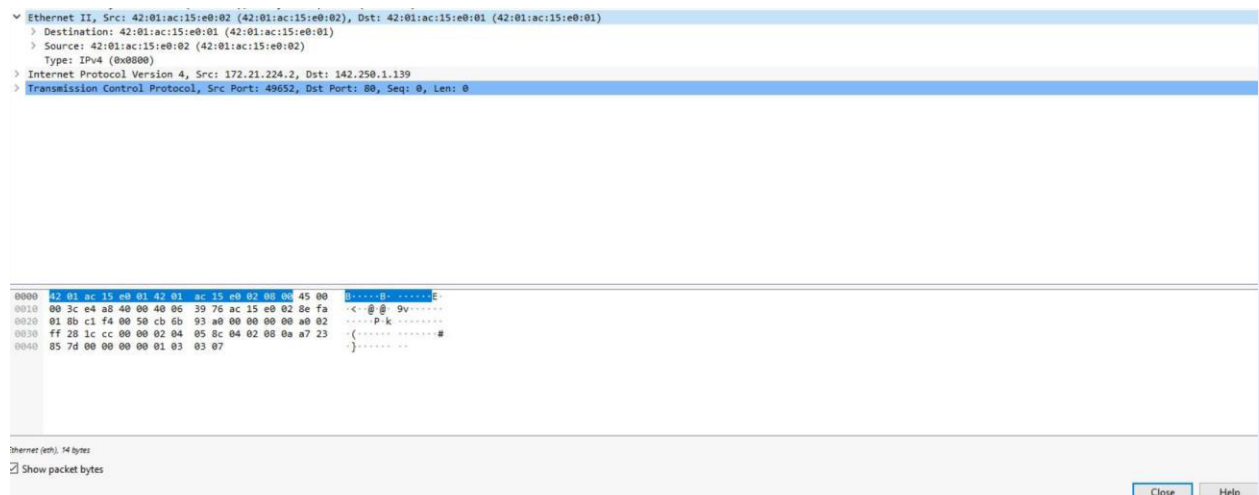 Ethernet II, Src: 42:01:ac:15:e0:02 (42:01:ac:15:e0:02), Dst: 42:01:ac:15:e0:01 (42:01:ac:15:e0:01)
Destination: 42:01:ac:15:e0:01 (42:01:ac:15:e0:01)
Source: 42:01:ac:15:e0:02 (42:01:ac:15:e0:02)
Type: IPv4 (0x0800)
Internet Protocol Version 4, Src: 172.21.224.2, Dst: 142.250.1.139
Transmission Control Protocol, Src Port: 49652, Dst Port: 80, Seq: 0, Len: 0
0000 42 01 ac 15 e0 01 42 01 ac 15 e0 02 08 00 45 00 B·····B· ······E·
0010 00 3c e4 a8 40 00 40 06 39 76 ac 15 e0 02 8e fa ·<··@·@· 9v······
0020 01 8b c1 f4 00 50 cb 6b 93 a0 00 00 00 00 a0 02 ·····P·k ········
0030 ff 28 1c cc 00 00 02 04 05 8c 04 02 08 0a a7 23 ·(······ ·······#
0040 85 7d 00 00 00 00 01 03 03 07 ·}······ ··
Ethernet (eth), 14 bytes
Show packet bytes
Close Help